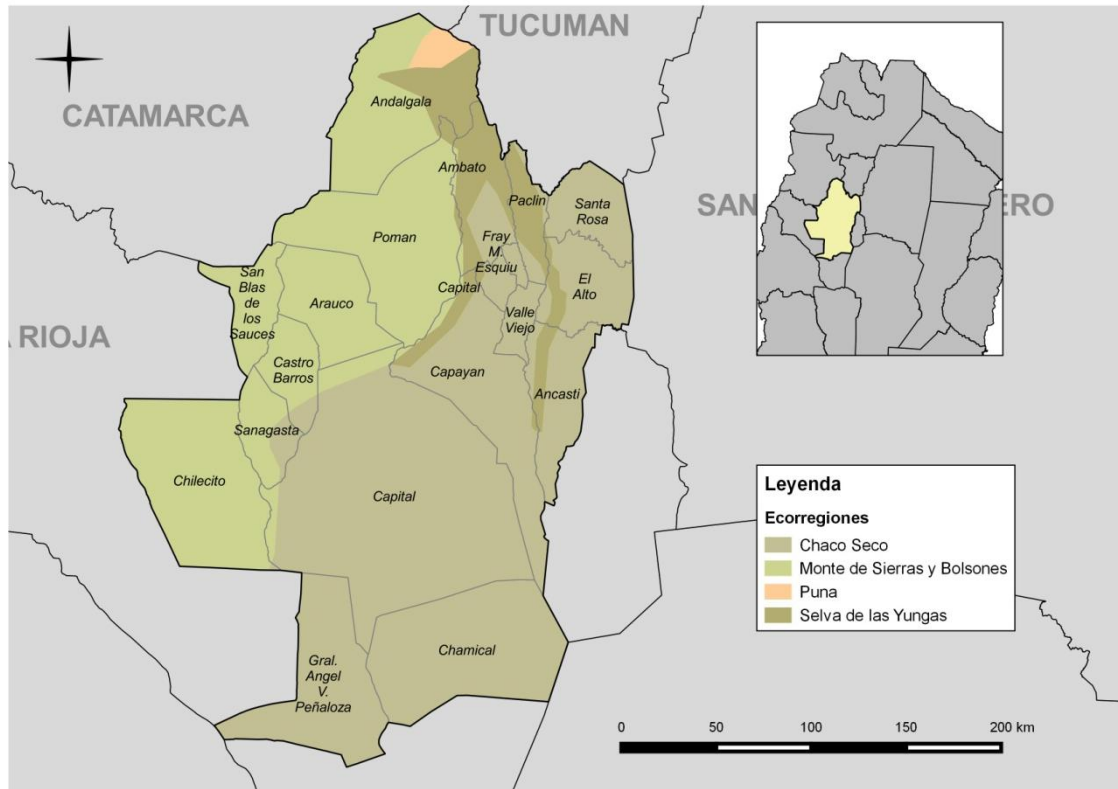 TUCUMAN
CATAMARCA
Andalgala
Ambato
Paclin
Santa
Rosa
SAN
ERO
Poman
Fray
M.
Esquiu
El
Alto
San
Blas
de
los
Sauces
Arauco
Capital
Valle
Viejo
A RIOJA
Castro
Barros
Capayan
Ancasti
Sanagasta
Chilecito
Capital
Chamical
Gral.
Angel
V.
Peñaloza
Leyenda
Ecorregiones
Chaco Seco
Monte de Sierras y Bolsones
Puna
Selva de las Yungas
0 50 100 150 200 km